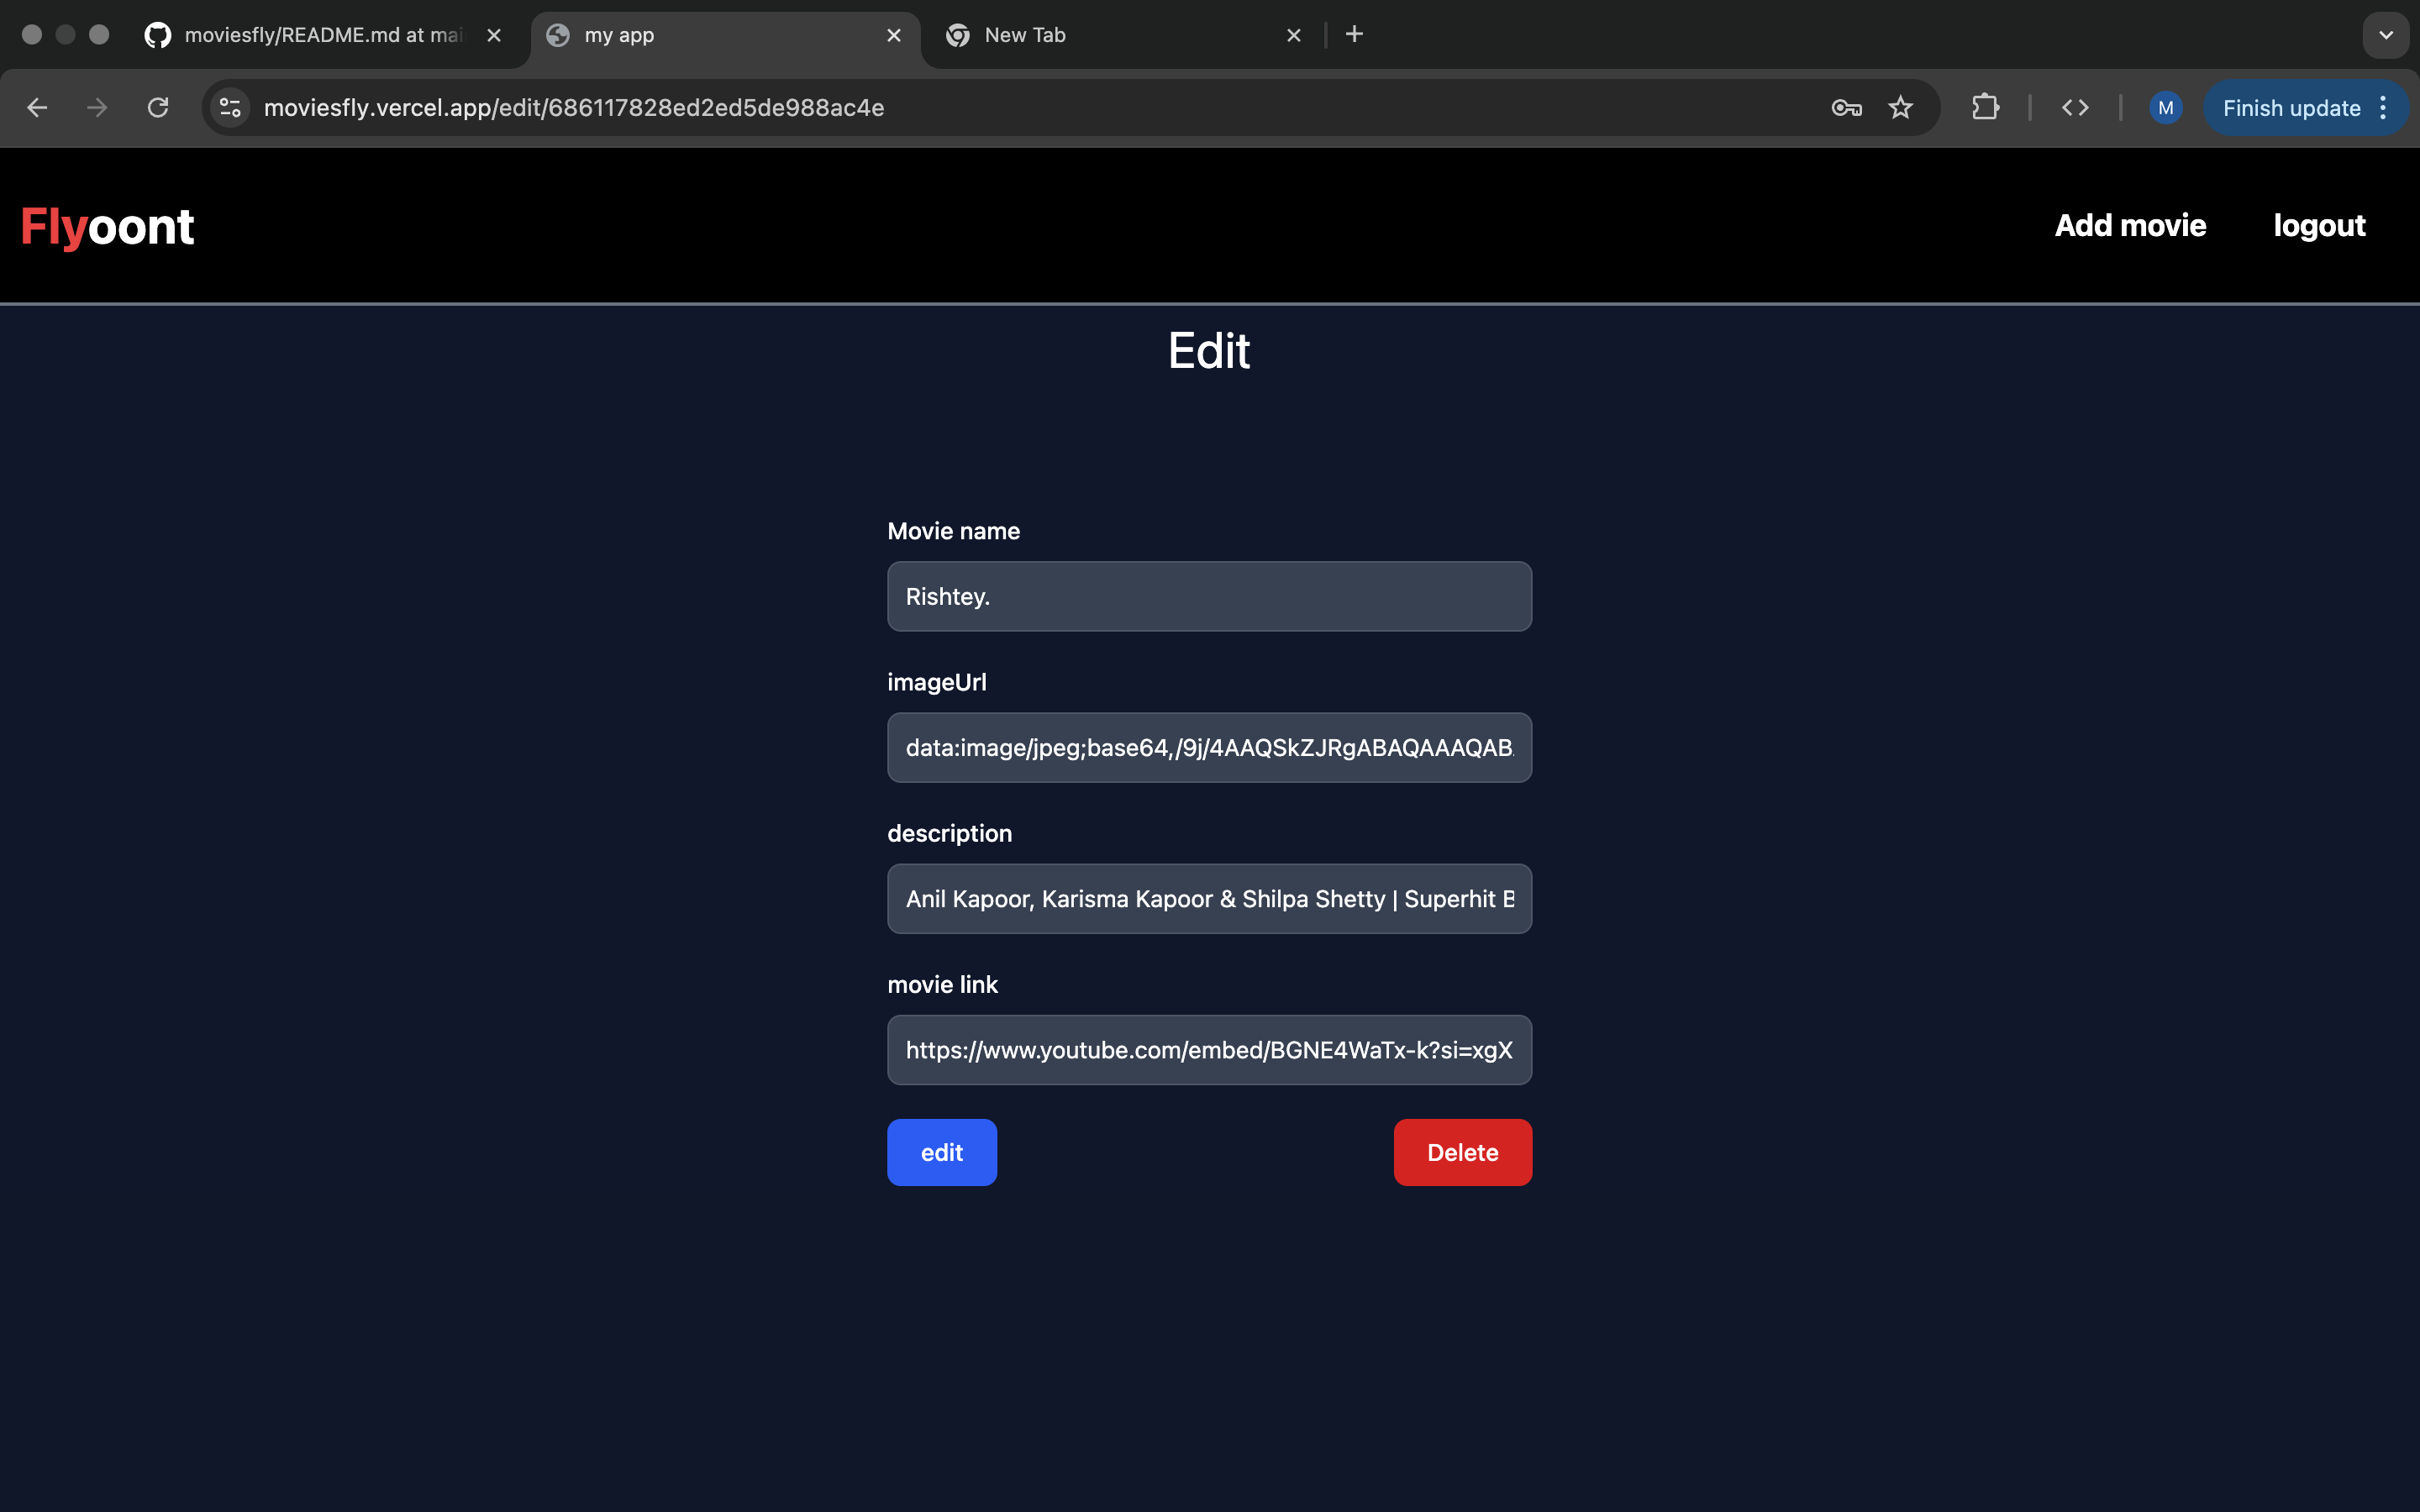 moviesfly/README.md at mai
my app
New Tab
moviesfly.vercel.app/edit/686117828ed2ed5de988ac4e
M
Finish update
Flyoont
Add movie
logout
Edit
Movie name
Rishtey.
imageUrl
data:image/jpeg;base64,/9j/4AAQSkZJRgABAQAAAQAB
description
Anil Kapoor, Karisma Kapoor & Shilpa Shetty | Superhit B
movie link
https://www.youtube.com/embed/BGNE4WaTx-k?si=xgX
edit
Delete